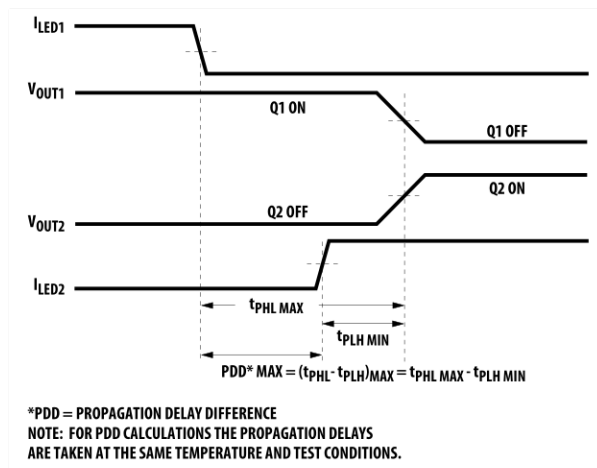 ILED1
VOUT1
Q1 ON
Q1 OFF
Q2 ON
Q2 OFF
VOUT2
ILED2
tPHL MAX
tPLH MIN
PDD* MAX = (tPHL- tPLH)MAX = tPHL MAX - tPLH MIN
*PDD = PROPAGATION DELAY DIFFERENCE
NOTE: FOR PDD CALCULATIONS THE PROPAGATION DELAYS
ARE TAKEN AT THE SAME TEMPERATURE AND TEST CONDITIONS.